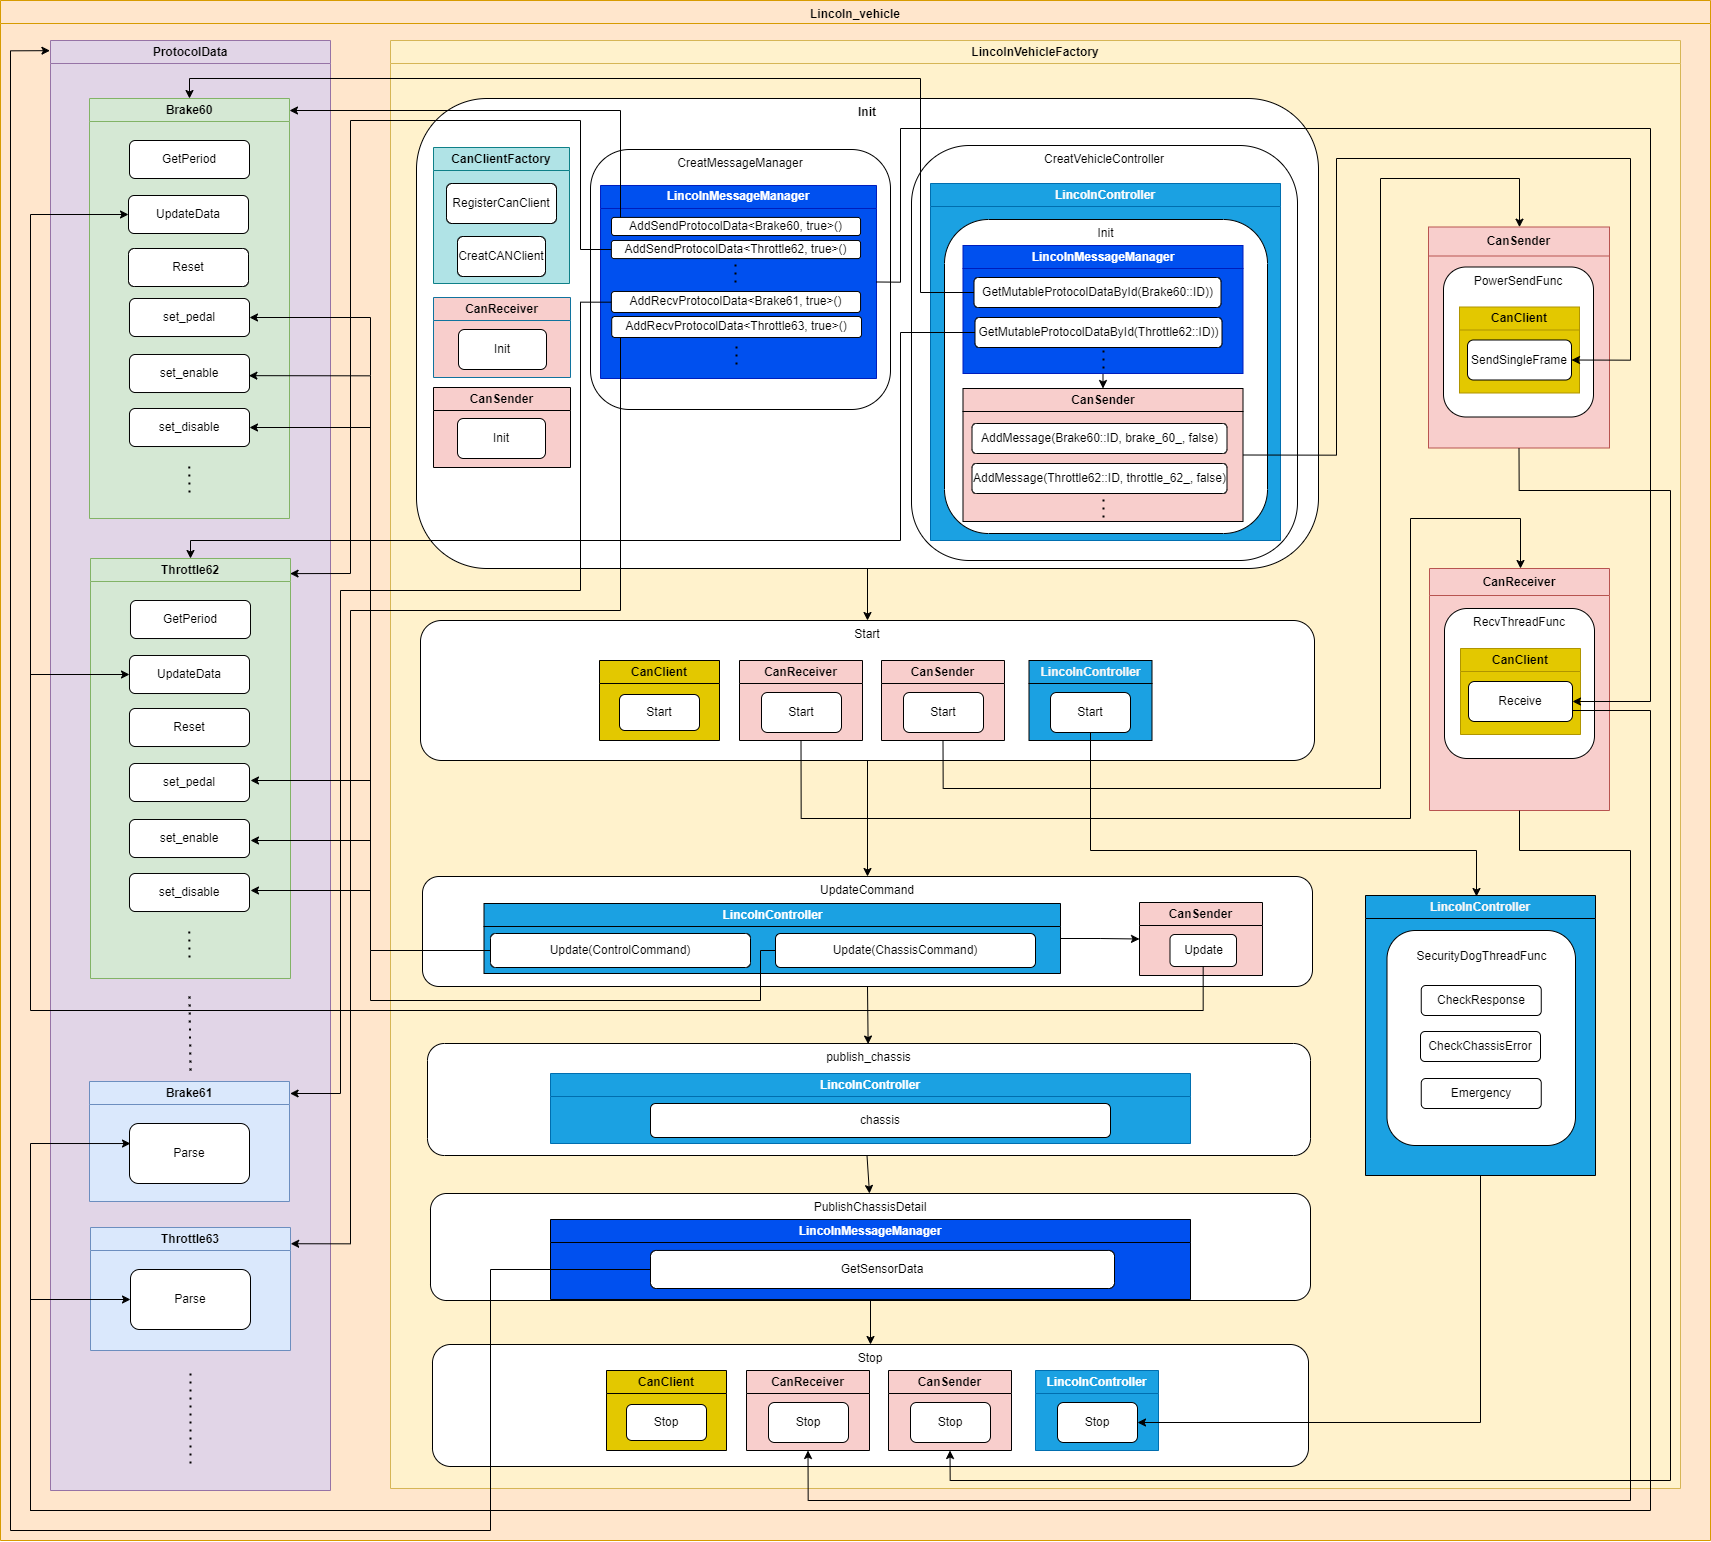 Lincoln_vehicle
ProtocolData
Brake60
GetPeriod
UpdateData
Reset
set_pedal
set_enable
set_disable
Throttle62
GetPeriod
UpdateData
Reset
set_pedal
set_enable
set_disable
Brake61
Parse
Throttle63
Parse
LincolnVehicleFactory
Init
CanClientFactory
RegisterCanClient
CreatCANClient
CanReceiver
Init
CanSender
Init
CreatMessageManager
LincolnMessageManager
AddSendProtocolData<Brake60, true>()
AddSendProtocolData<Throttle62, true>()
AddRecvProtocolData<Brake61, true>()
AddRecvProtocolData<Throttle63, true>()
CreatVehicleController
LincolnController
Init
LincolnMessageManager
GetMutableProtocolDataById(Brake60::ID))
GetMutableProtocolDataById(Throttle62::ID))
CanSender
AddMessage(Brake60::ID, brake_60_, false)
AddMessage(Throttle62::ID, throttle_62_, false)
CanSender
PowerSendFunc
CanClient
SendSingleFrame
CanReceiver
RecvThreadFunc
CanClient
Receive
Start
CanClient
Start
CanReceiver
Start
CanSender
Start
LincolnController
Start
UpdateCommand
LincolnController
Update(ControlCommand)
Update(ChassisCommand)
CanSender
Update
LincolnController
SecurityDogThreadFunc
CheckResponse
CheckChassisError
Emergency
publish_chassis
LincolnController
chassis
PublishChassisDetail
LincolnMessageManager
GetSensorData
Stop
CanClient
Stop
CanReceiver
Stop
CanSender
Stop
LincolnController
Stop